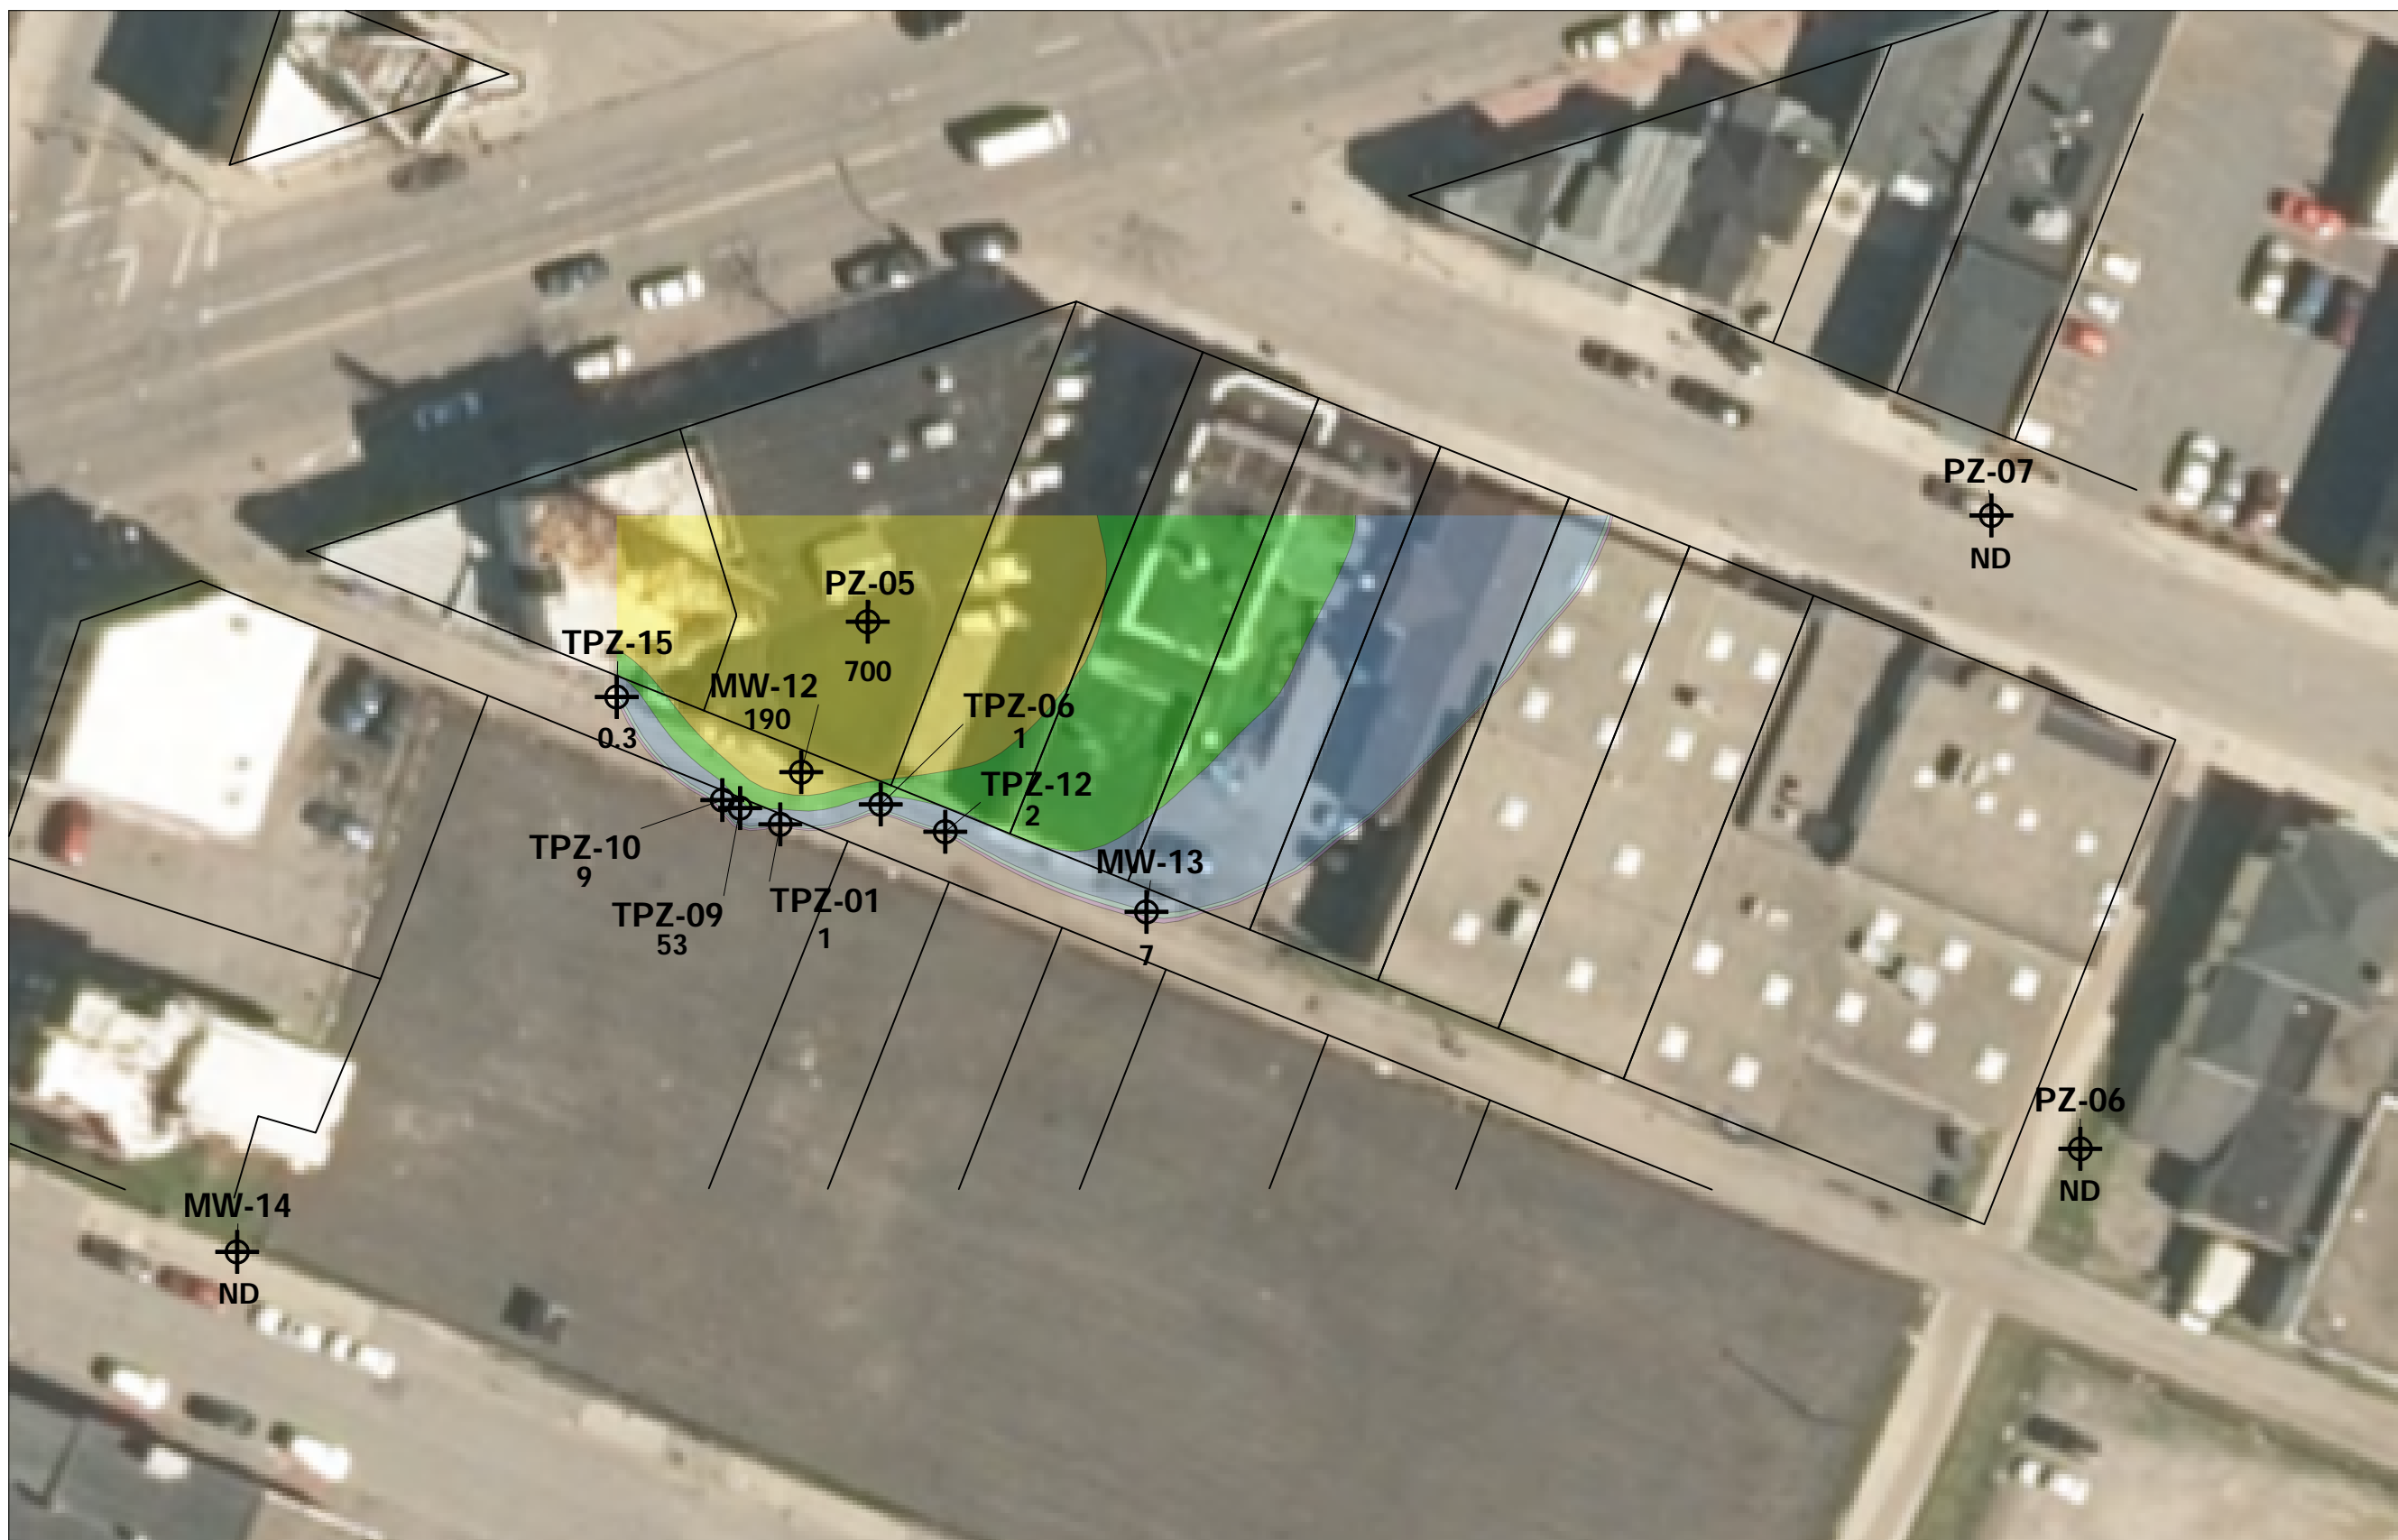 PZ-07
ND
PZ-05
700
TPZ-15
0.3
MW-12
190
TPZ-06
1
TPZ-12
2
TPZ-10
9
TPZ-09
53
TPZ-01
1
MW-13
7
PZ-06
ND
MW-14
ND